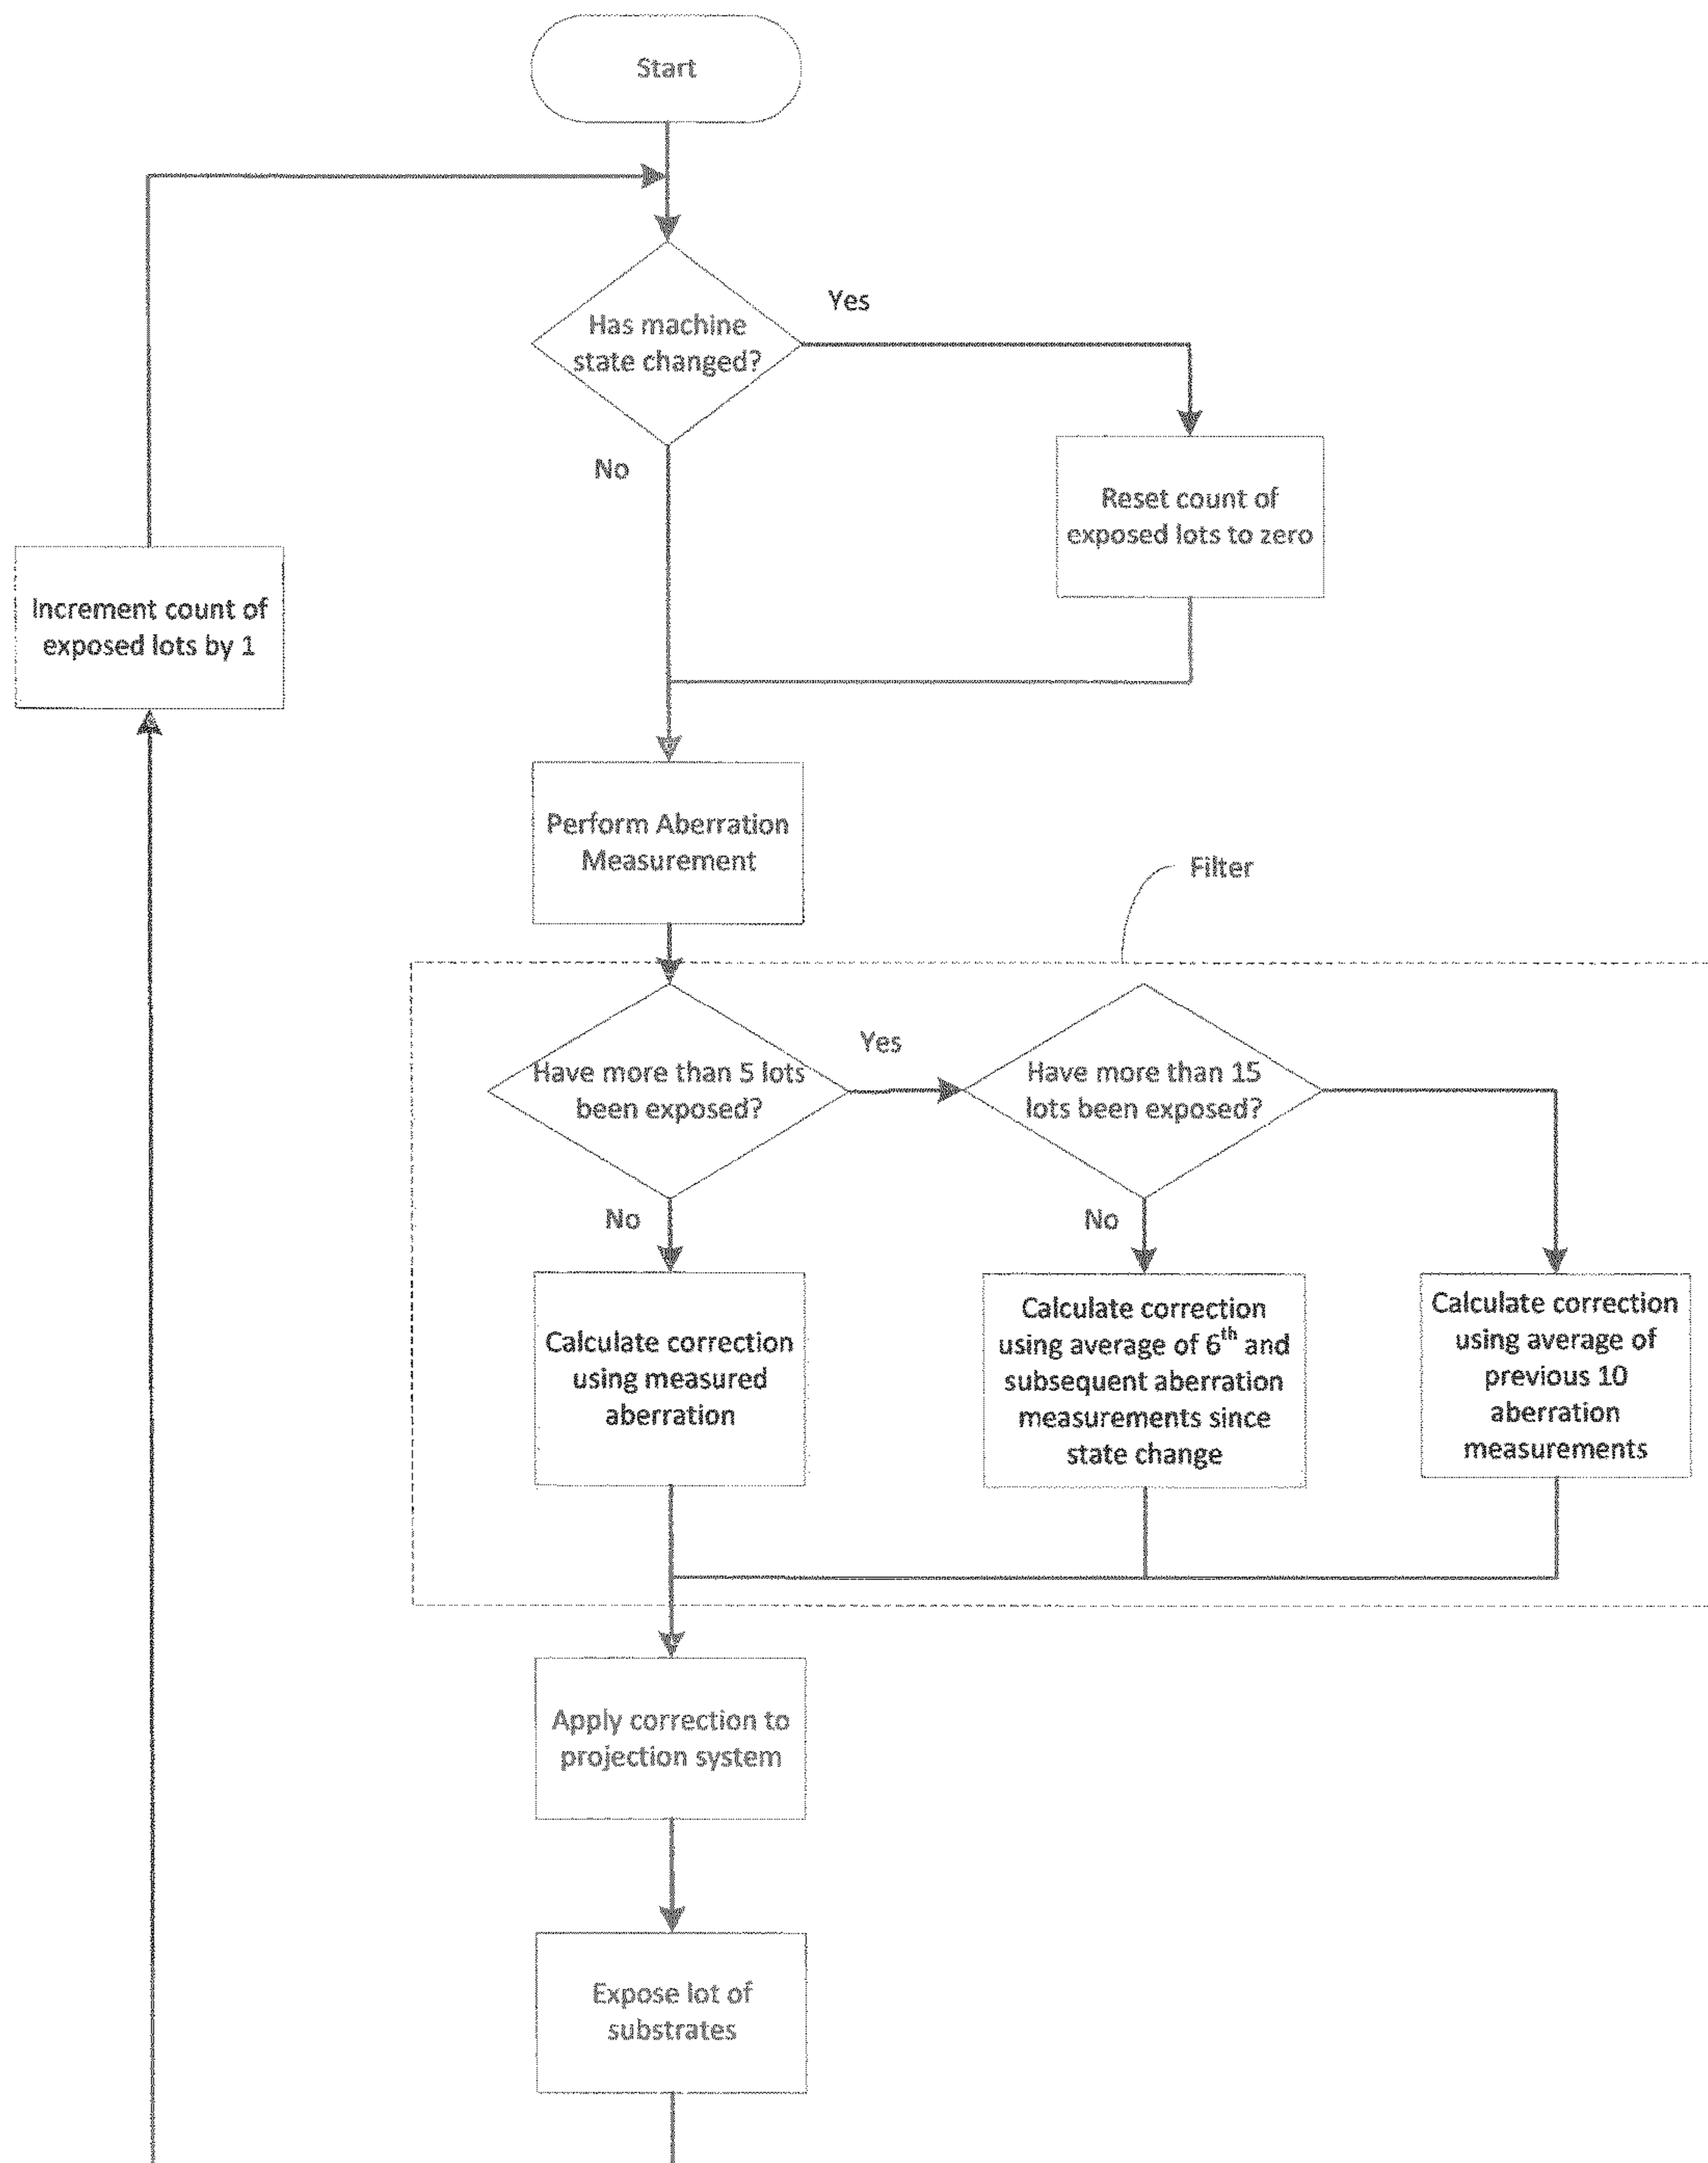 Start
Has machine
state changed?
Yes
No
Reset count of
exposed lots to zero
Increment count of
exposed lots by 1
Perform Aberration
Measurement
Filter
Have more than 5 lots
been exposed?
Yes
Have more than 15
lots been exposed?
No
No
Calculate correction
using measured
aberration
Calculate correction
using average of 6th and
subsequent aberration
measurements since
state change
Calculate correction
using average of
previous 10
aberration
measurements
Apply correction to
projection system
Expose lot of
substrates